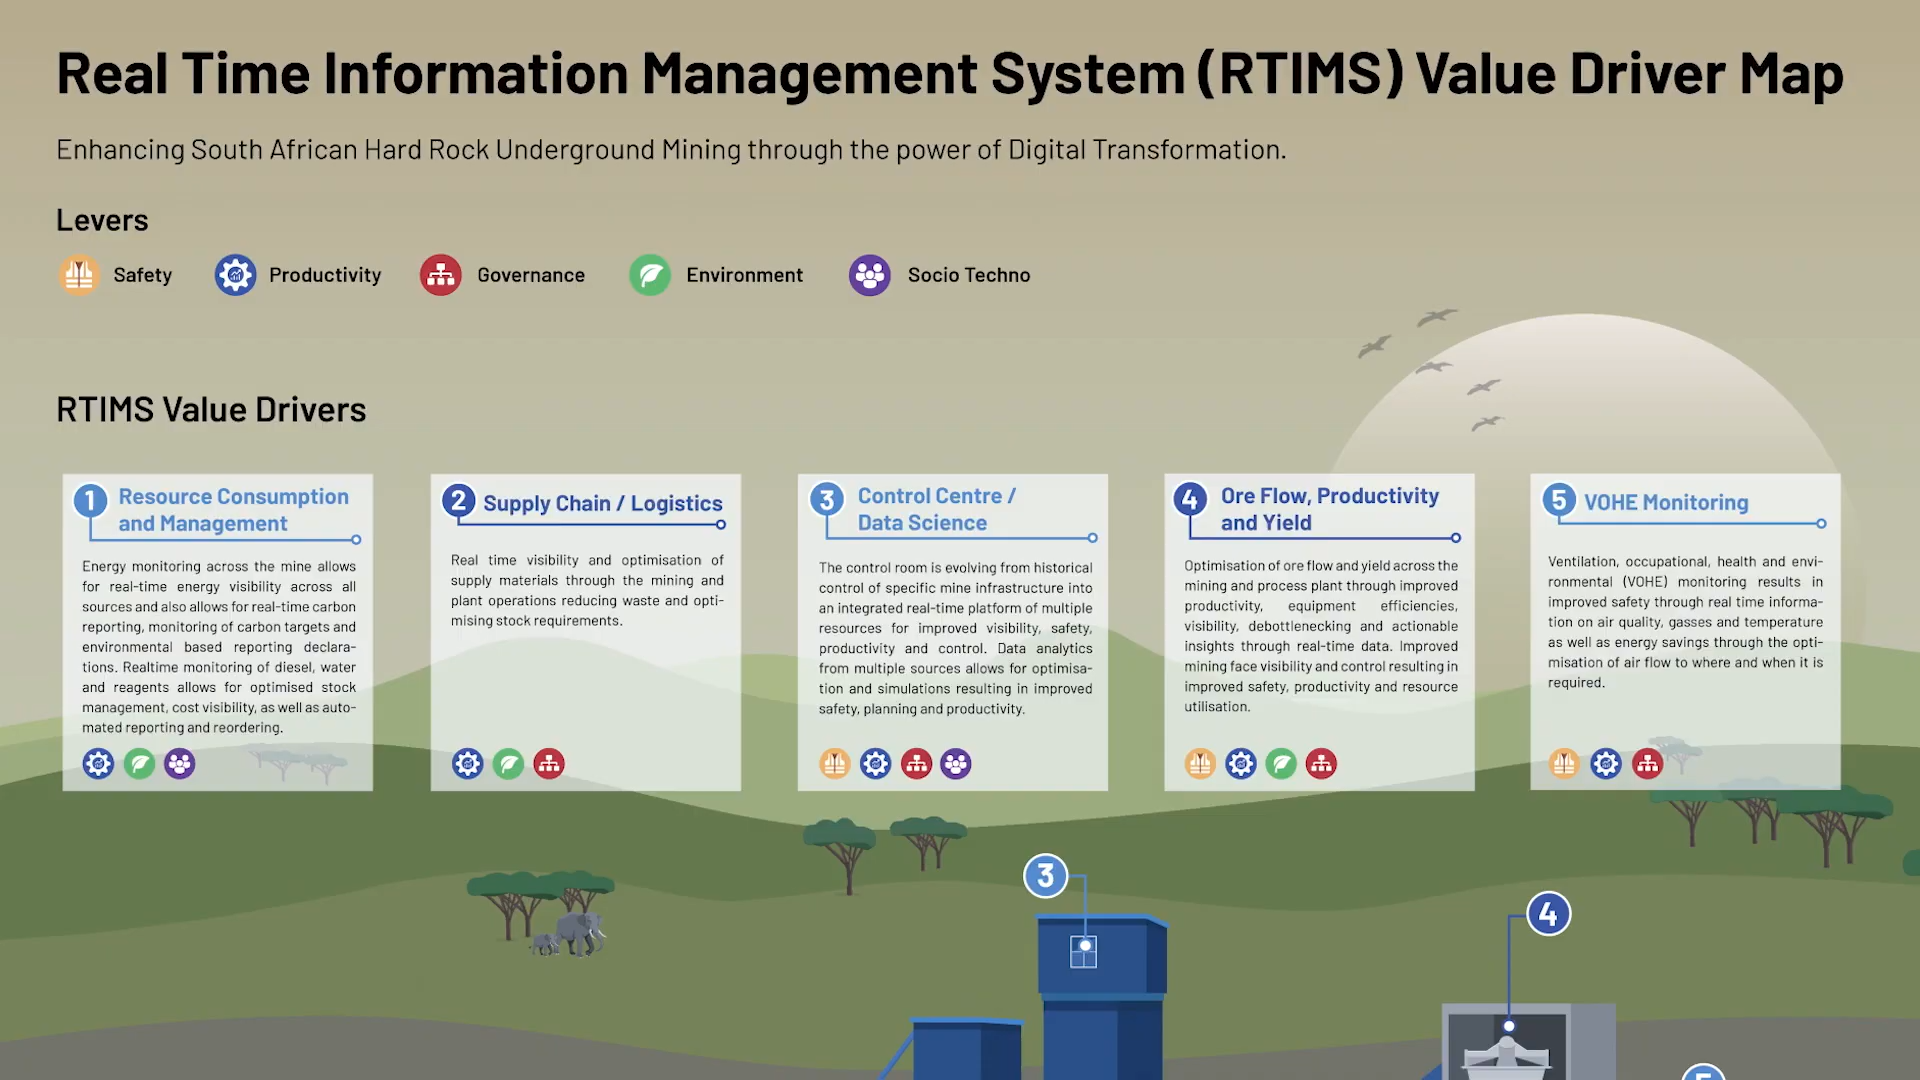 Real Time Information Management System (RTIMS) Value Driver Map
Enhancing South African Hard Rock Underground Mining through the power of Digital Transformation.
Levers
Safety
Productivity
Governance
Environment
Socio Techno
RTIMS Value Drivers
1
Resource Consumption
and Management
Energy monitoring across the mine allows
for real-time energy visibility across all
sources and also allows for real-time carbon
reporting, monitoring of carbon targets and
environmental based reporting declara-
tions. Realtime monitoring of diesel, water
and reagents allows for optimised stock
management, cost visibility, as well as auto-
mated reporting and reordering.
2
Supply Chain / Logistics
Real time visibility and optimisation of
supply materials through the mining and
plant operations reducing waste and opti-
mising stock requirements.
3
Control Centre /
Data Science
The control room is evolving from historical
control of specific mine infrastructure into
an integrated real-time platform of multiple
resources for improved visibility, safety,
productivity and control. Data analytics
from multiple sources allows for optimisa-
tion and simulations resulting in improved
safety, planning and productivity.
4
Ore Flow, Productivity
and Yield
Optimisation of ore flow and yield across the
mining and process plant through improved
productivity, equipment efficiencies,
visibility, debottlenecking and actionable
insights through real-time data. Improved
mining face visibility and control resulting in
improved safety, productivity and resource
utilisation.
5
VOHE Monitoring
Ventilation, occupational, health and envi-
ronmental (VOHE) monitoring results in
improved safety through real time informa-
tion on air quality, gasses and temperature
as well as energy savings through the opti-
misation of air flow to where and when it is
required.
3
4
5